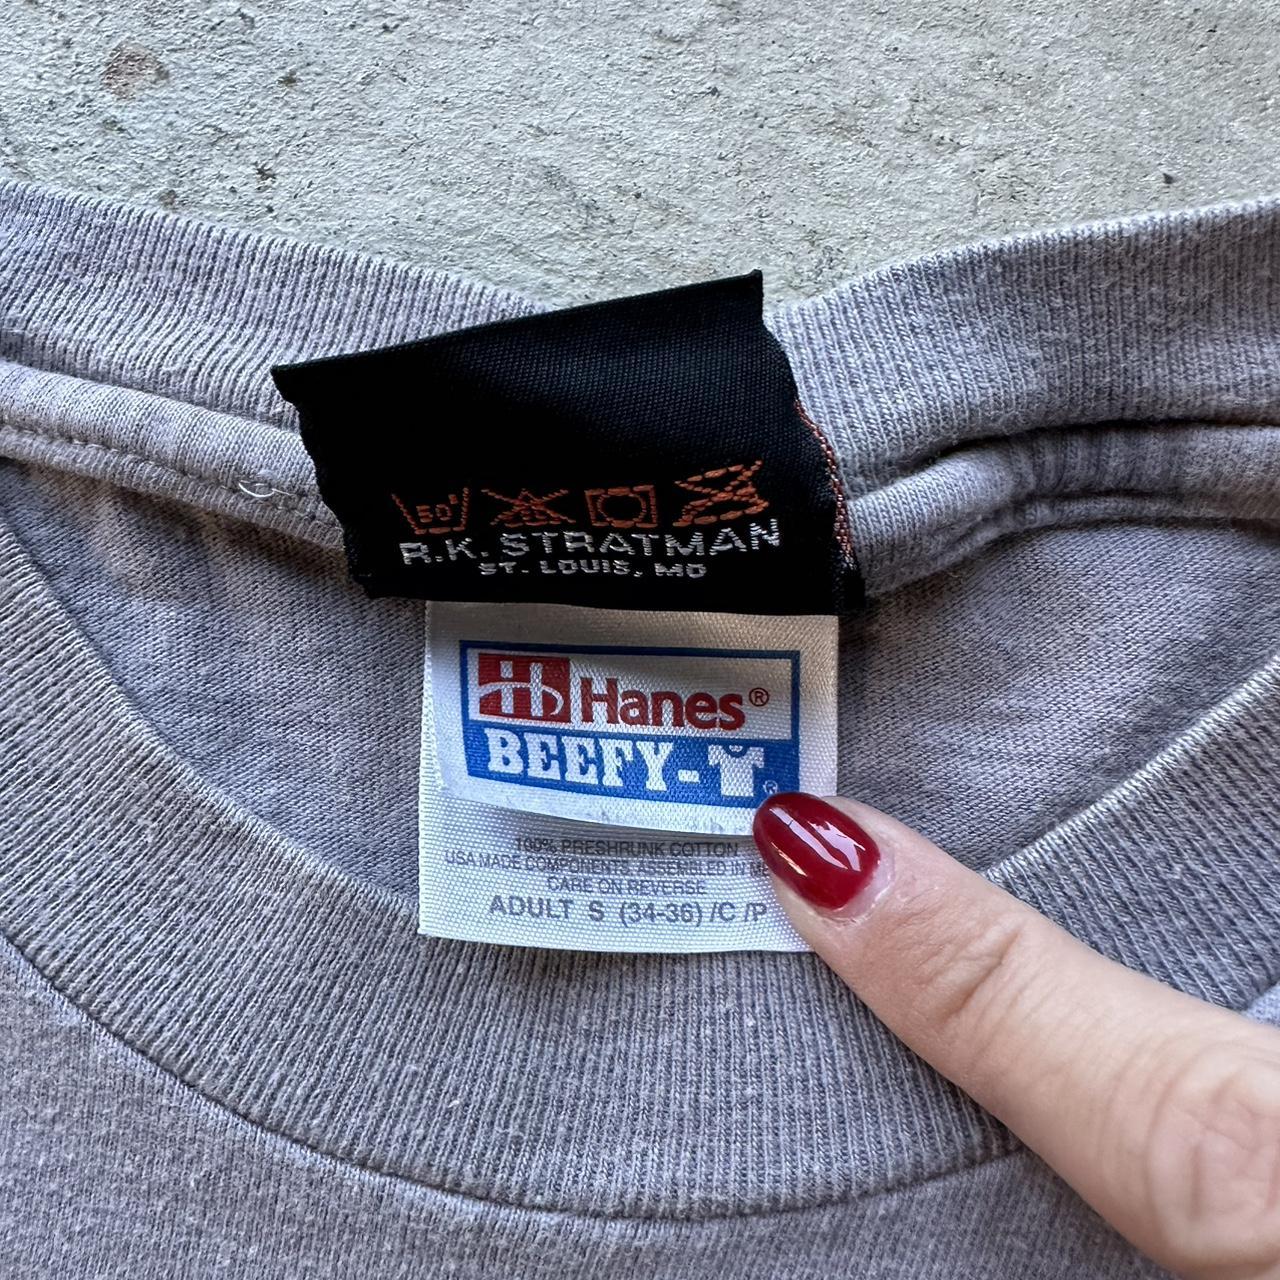 50°
R.K. STRATMAN
ST. LOUIS, MO
Hanes®
BEEFY-T®
100% PRESHRUNK COTTON
USA MADE COMPONENTS. ASSEMBLED IN
CARE ON REVERSE
ADULT S (34-36) /C /P